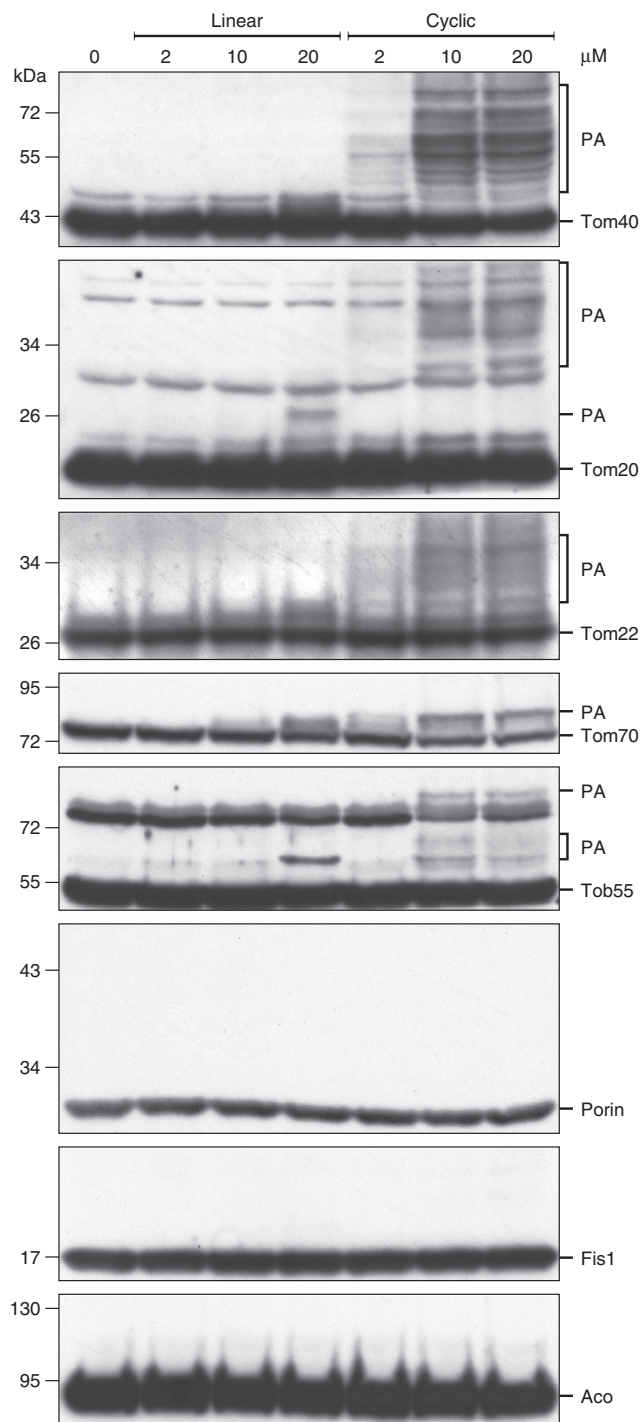 Linear Cyclic
0 2 10 20 2 10 20 μM
kDa
72
55
43
PA
Tom40
34
26
PA
PA
Tom20
34
26
PA
Tom22
95
72
PA
Tom70
72
55
PA
PA
Tob55
43
34
Porin
17
Fis1
130
95
Aco